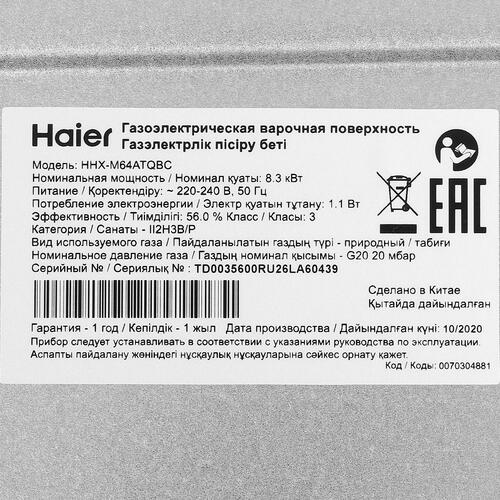 Haier
Газоэлектрическая варочная поверхность
Газэлектрлік пісіру беті
Модель: HHX-M64ATQBC
Номинальная мощность / Номинал қуаты: 8.3 кВт
Питание / Қоректендіру: ~ 220-240 В, 50 Гц
Потребление электроэнергии / Электр қуатын тұтану: 1.1 Вт
Эффективность / Тиімділігі: 56.0 % Класс / Класы: 3
Категория / Санаты - II2H3B/P
Вид используемого газа / Пайдаланылатын газдың түрі - природный / табиғи
Номинальное давление газа / Газдың номинал қысымы - G20 20 мбар
Серийный № / Сериялық № : TD0035600RU26LA60439
EAC
Сделано в Китае
Қытайда дайындалған
Гарантия - 1 год / Кепілдік - 1 жыл Дата производства / Дайындалған күні: 10/2020
Прибор следует устанавливать в соответствии с указаниями руководства по эксплуатации.
Аспапты пайдалану жөніндегі нұсқаулық нұсқауларына сәйкес орнату қажет.
Код / Коды: 0070304881